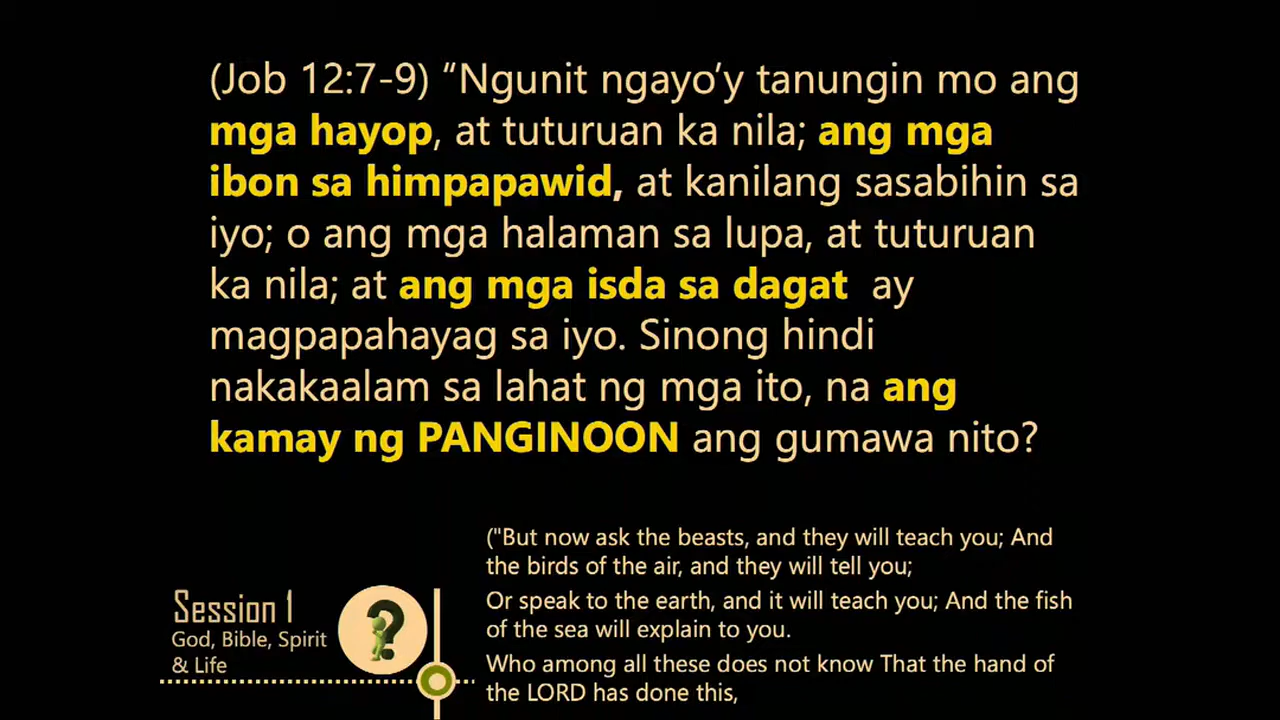 (Job 12:7-9) “Ngunit ngayo’y tanungin mo ang
mga hayop, at tuturuan ka nila; ang mga
ibon sa himpapawid, at kanilang sasabihin sa
iyo; o ang mga halaman sa lupa, at tuturuan
ka nila; at ang mga isda sa dagat ay
magpapahayag sa iyo. Sinong hindi
nakakaalam sa lahat ng mga ito, na ang
kamay ng PANGINOON ang gumawa nito?
("But now ask the beasts, and they will teach you; And
the birds of the air, and they will tell you;
Or speak to the earth, and it will teach you; And the fish
of the sea will explain to you.
Who among all these does not know That the hand of
the LORD has done this,
Session 1
God, Bible, Spirit
& Life
?